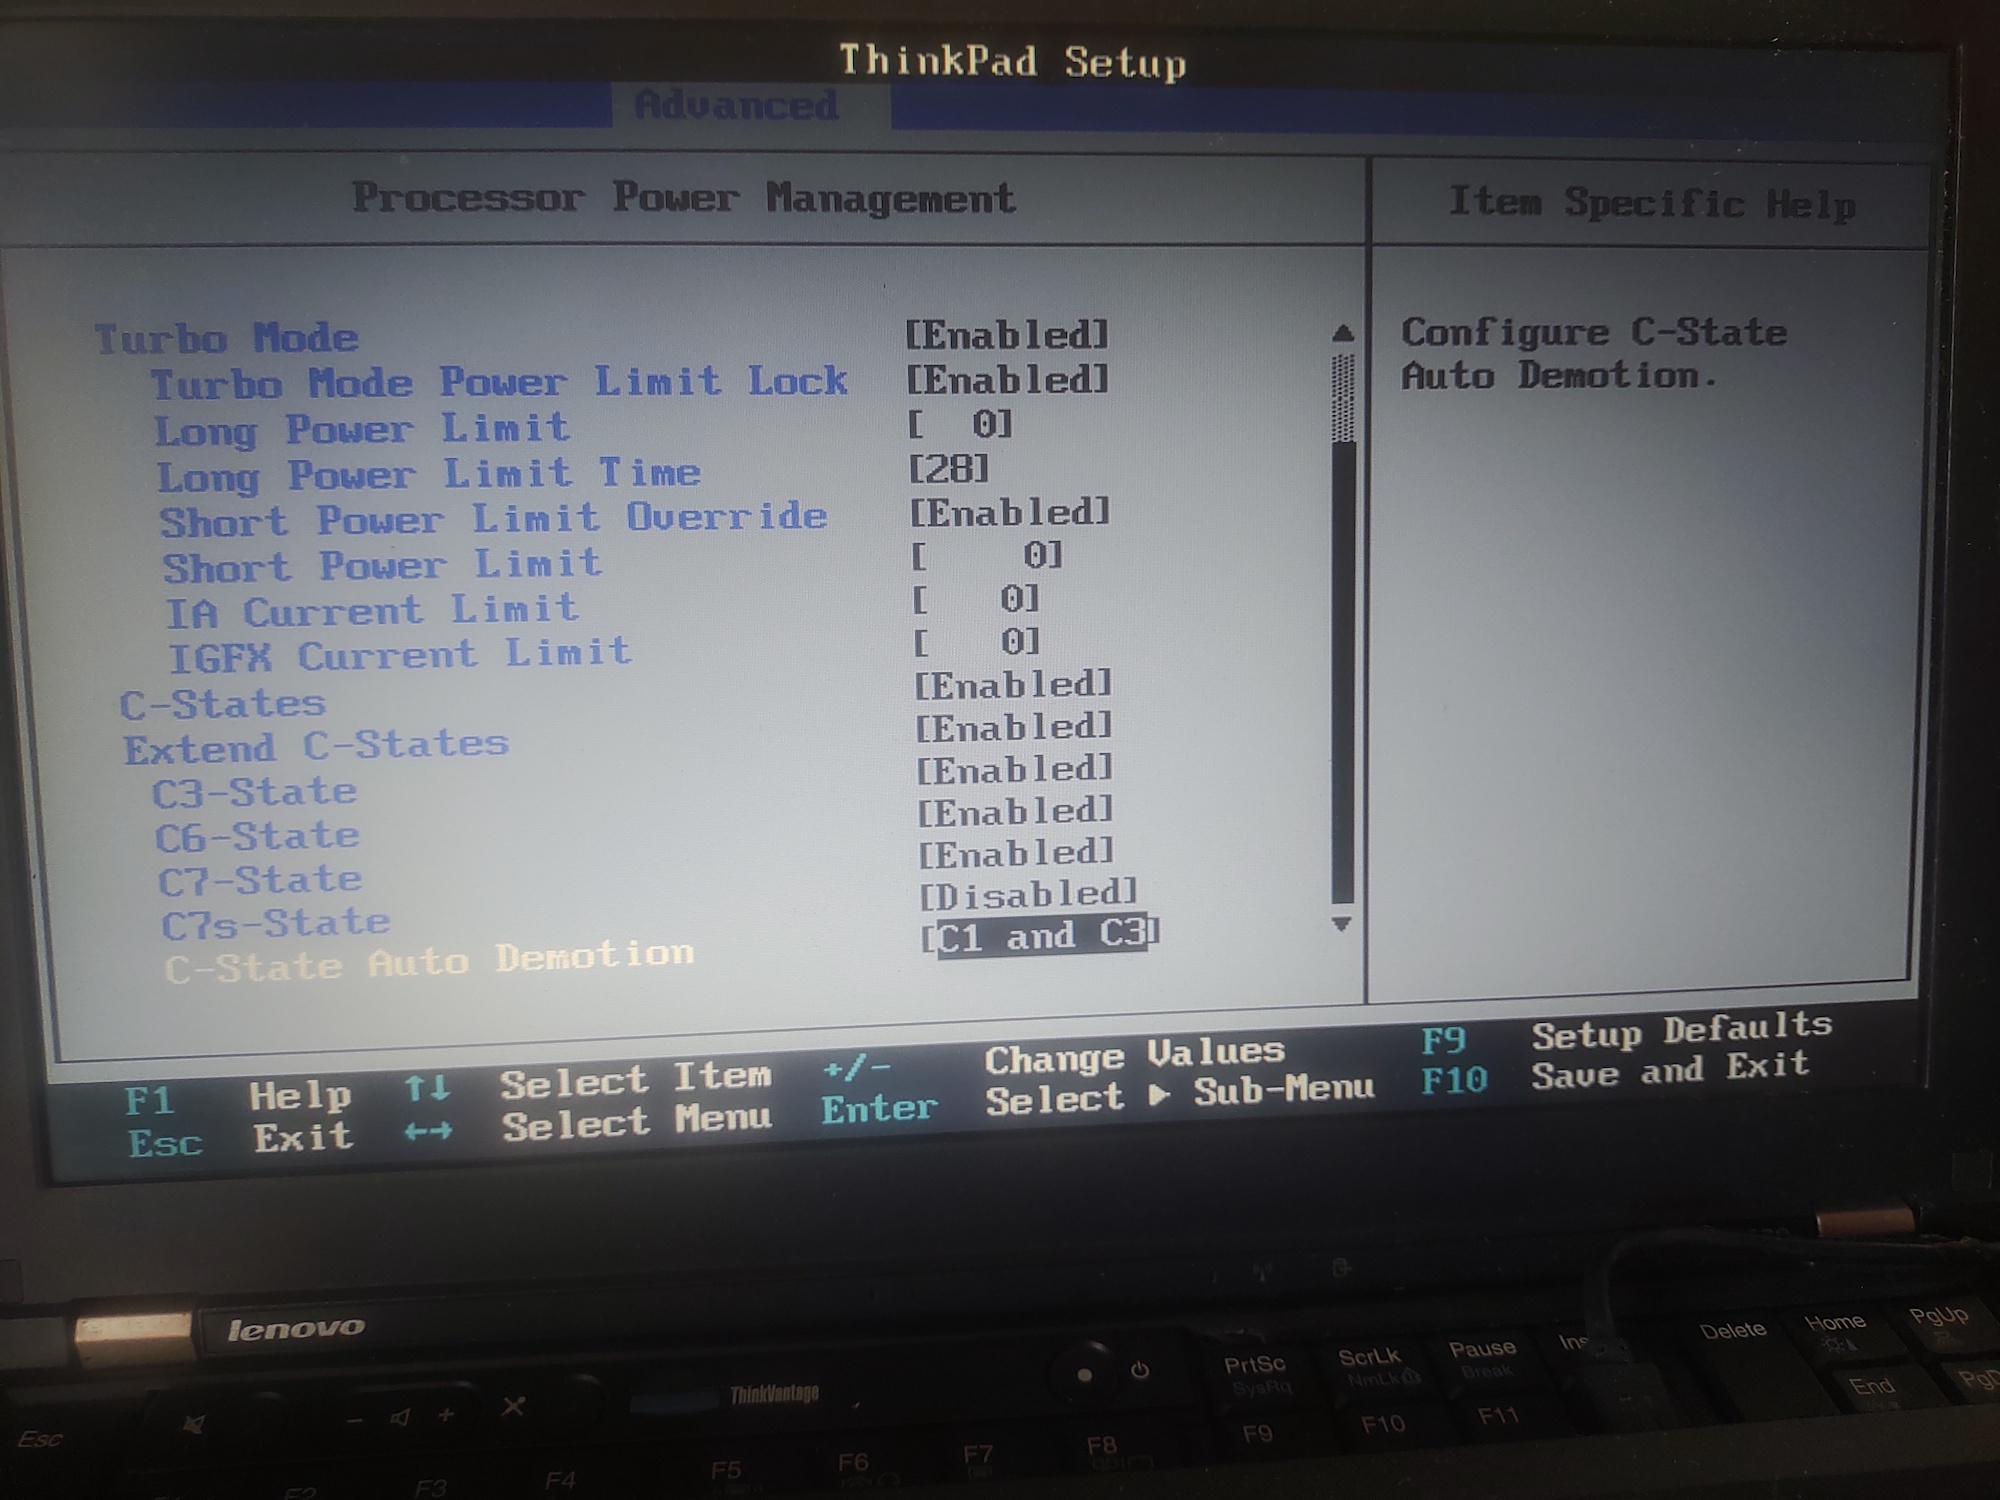 ThinkPad Setup
Advanced
Processor Power Management
Item Specific Help
Turbo Mode [Enabled]
Turbo Mode Power Limit Lock [Enabled]
Long Power Limit [ 0]
Long Power Limit Time [28]
Short Power Limit Override [Enabled]
Short Power Limit [ 0]
IA Current Limit [ 0]
IGFX Current Limit [ 0]
C-States [Enabled]
Extend C-States [Enabled]
C3-State [Enabled]
C6-State [Enabled]
C7-State [Enabled]
C7s-State [Disabled]
C-State Auto Demotion [C1 and C3]
Configure C-State
Auto Demotion.
F1 Help ↑↓ Select Item +/- Change Values F9 Setup Defaults
Esc Exit ←→ Select Menu Enter Select ▶ Sub-Menu F10 Save and Exit
lenovo
ThinkVantage
PrtSc
SysRq
ScrLk
NmLk
Pause
Break
Ins
Delete
Home
PgUp
End
Esc
- +
F2
F3
F4
F5
F6
F7
F8
F9
F10
F11